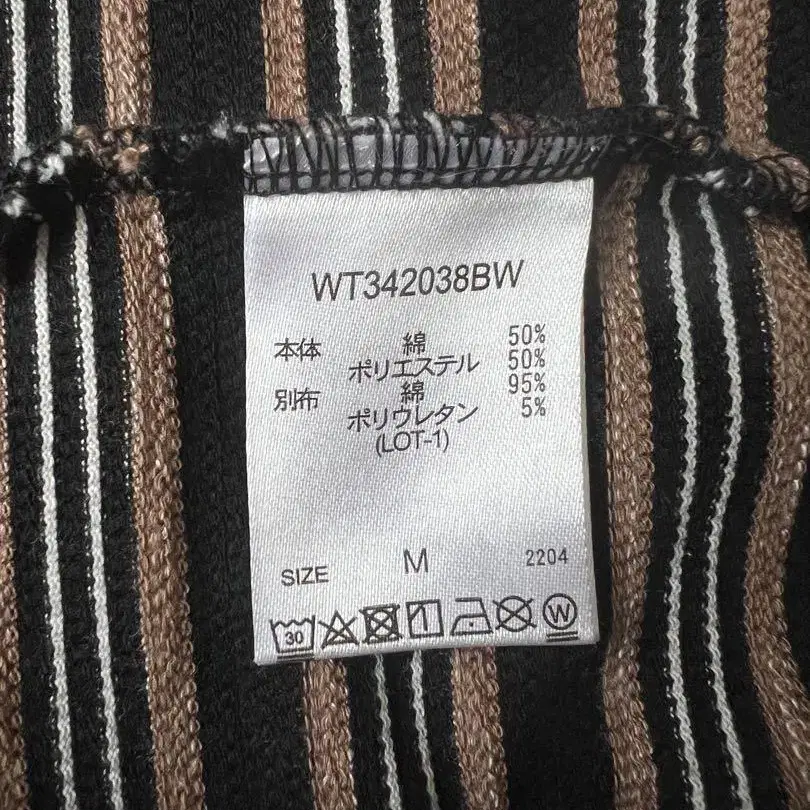 WT342038BW
本体 綿 50%
ポリエステル 50%
別布 綿 95%
ポリウレタン 5%
(LOT-1)
SIZE M 2204
30 W